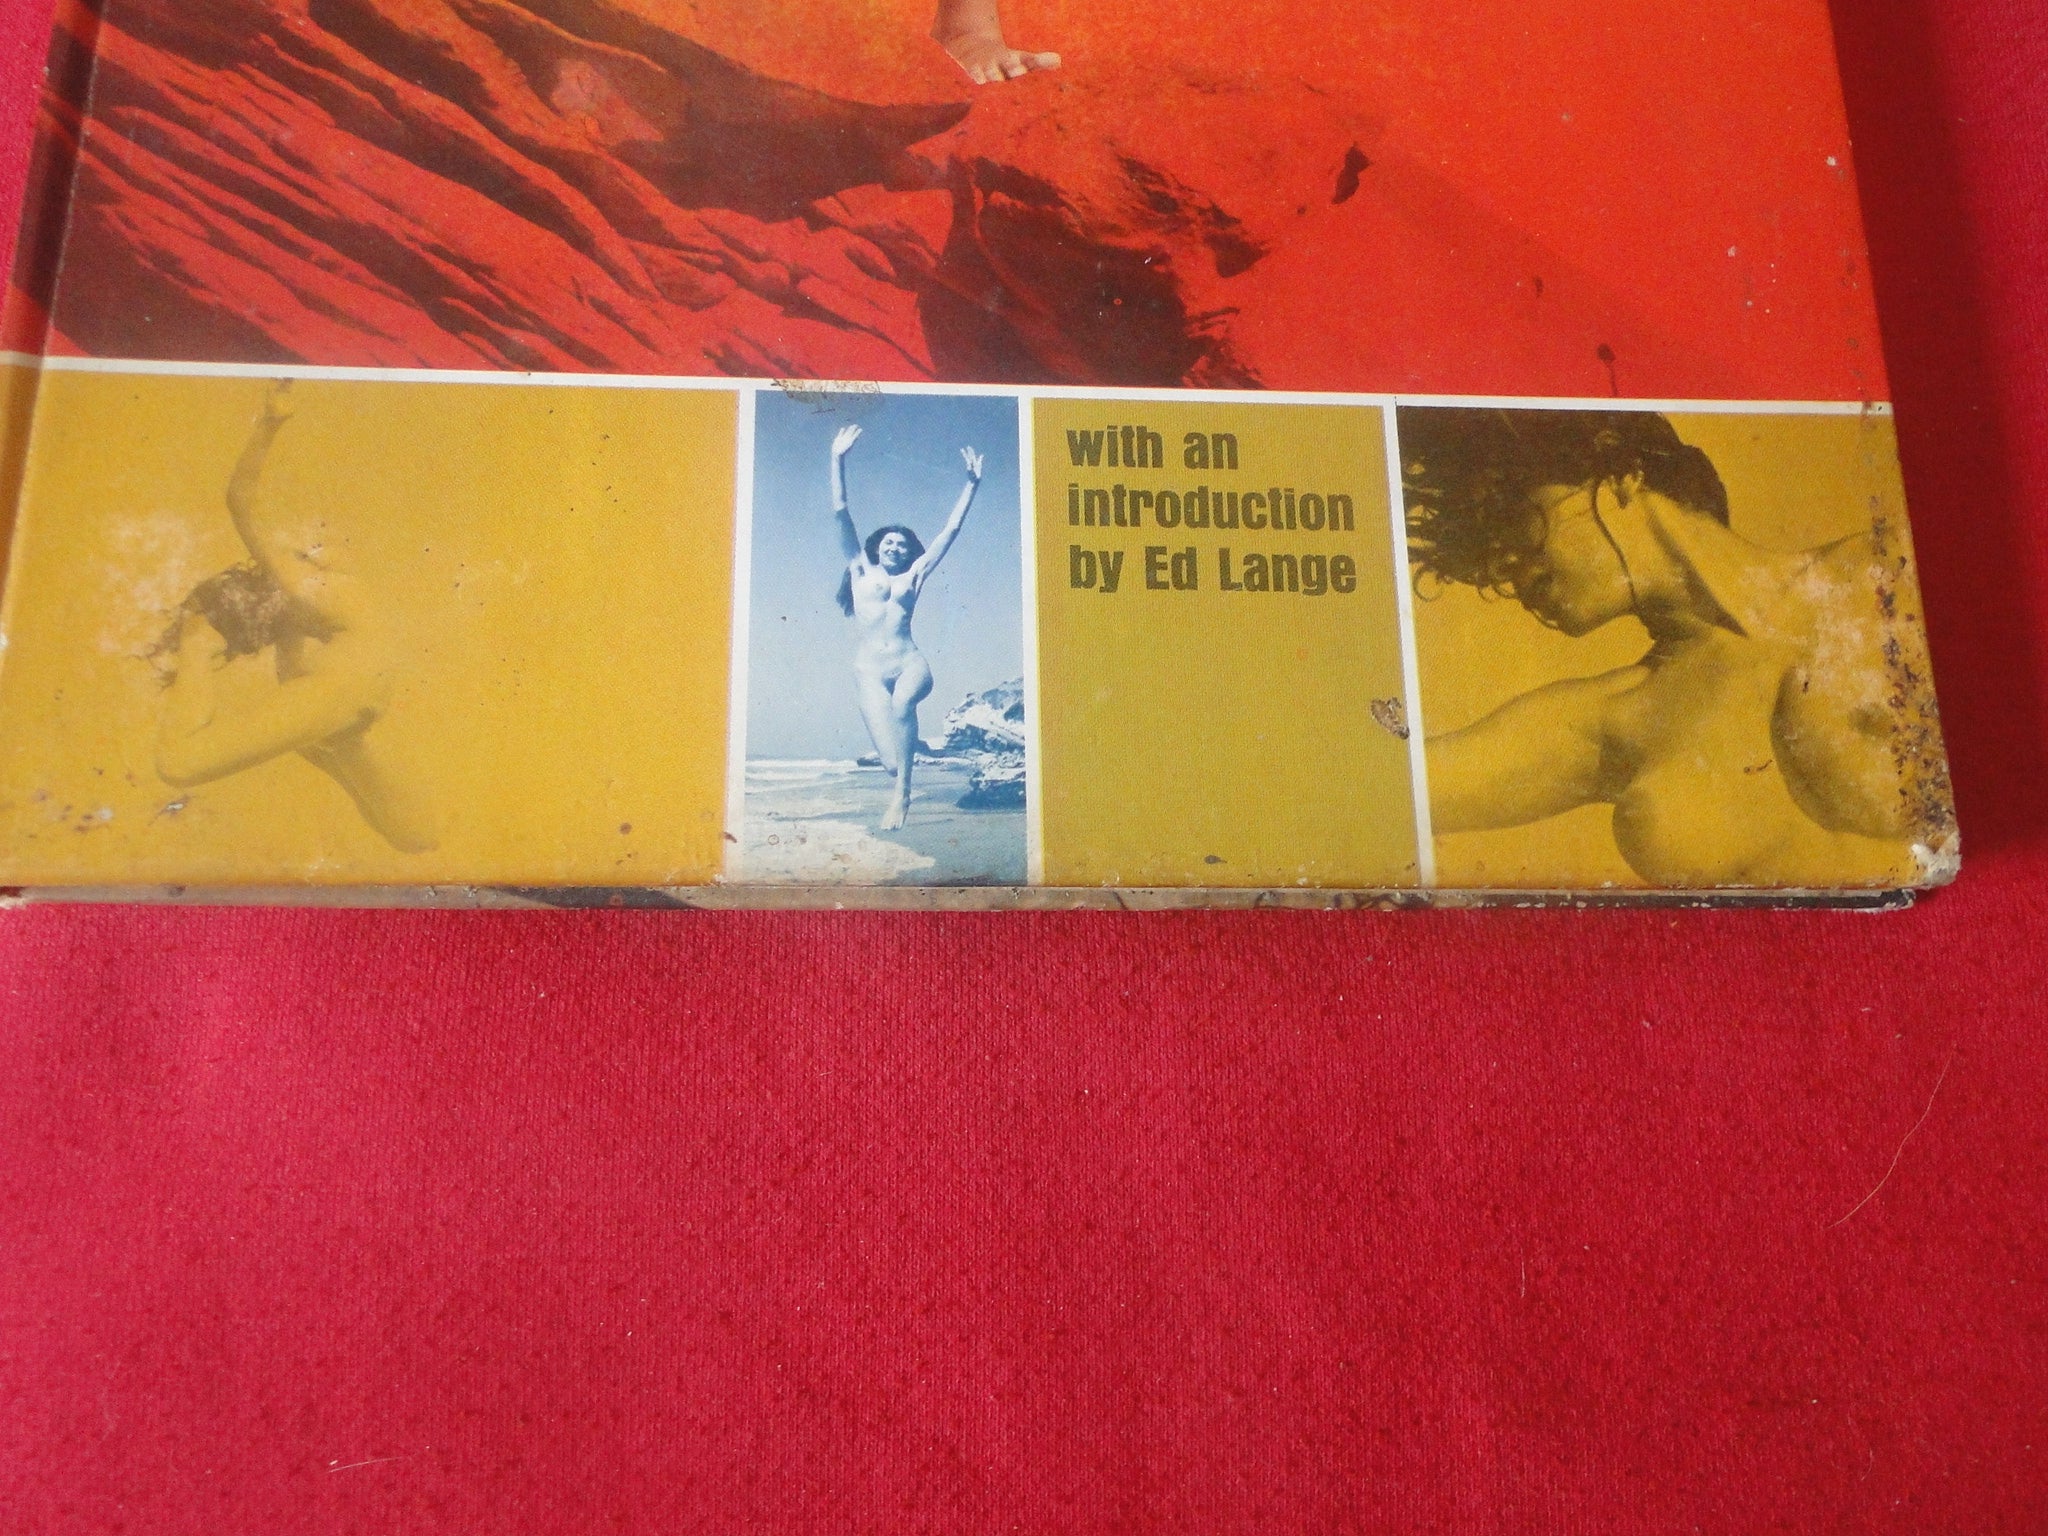 with an
introduction
by Ed Lange